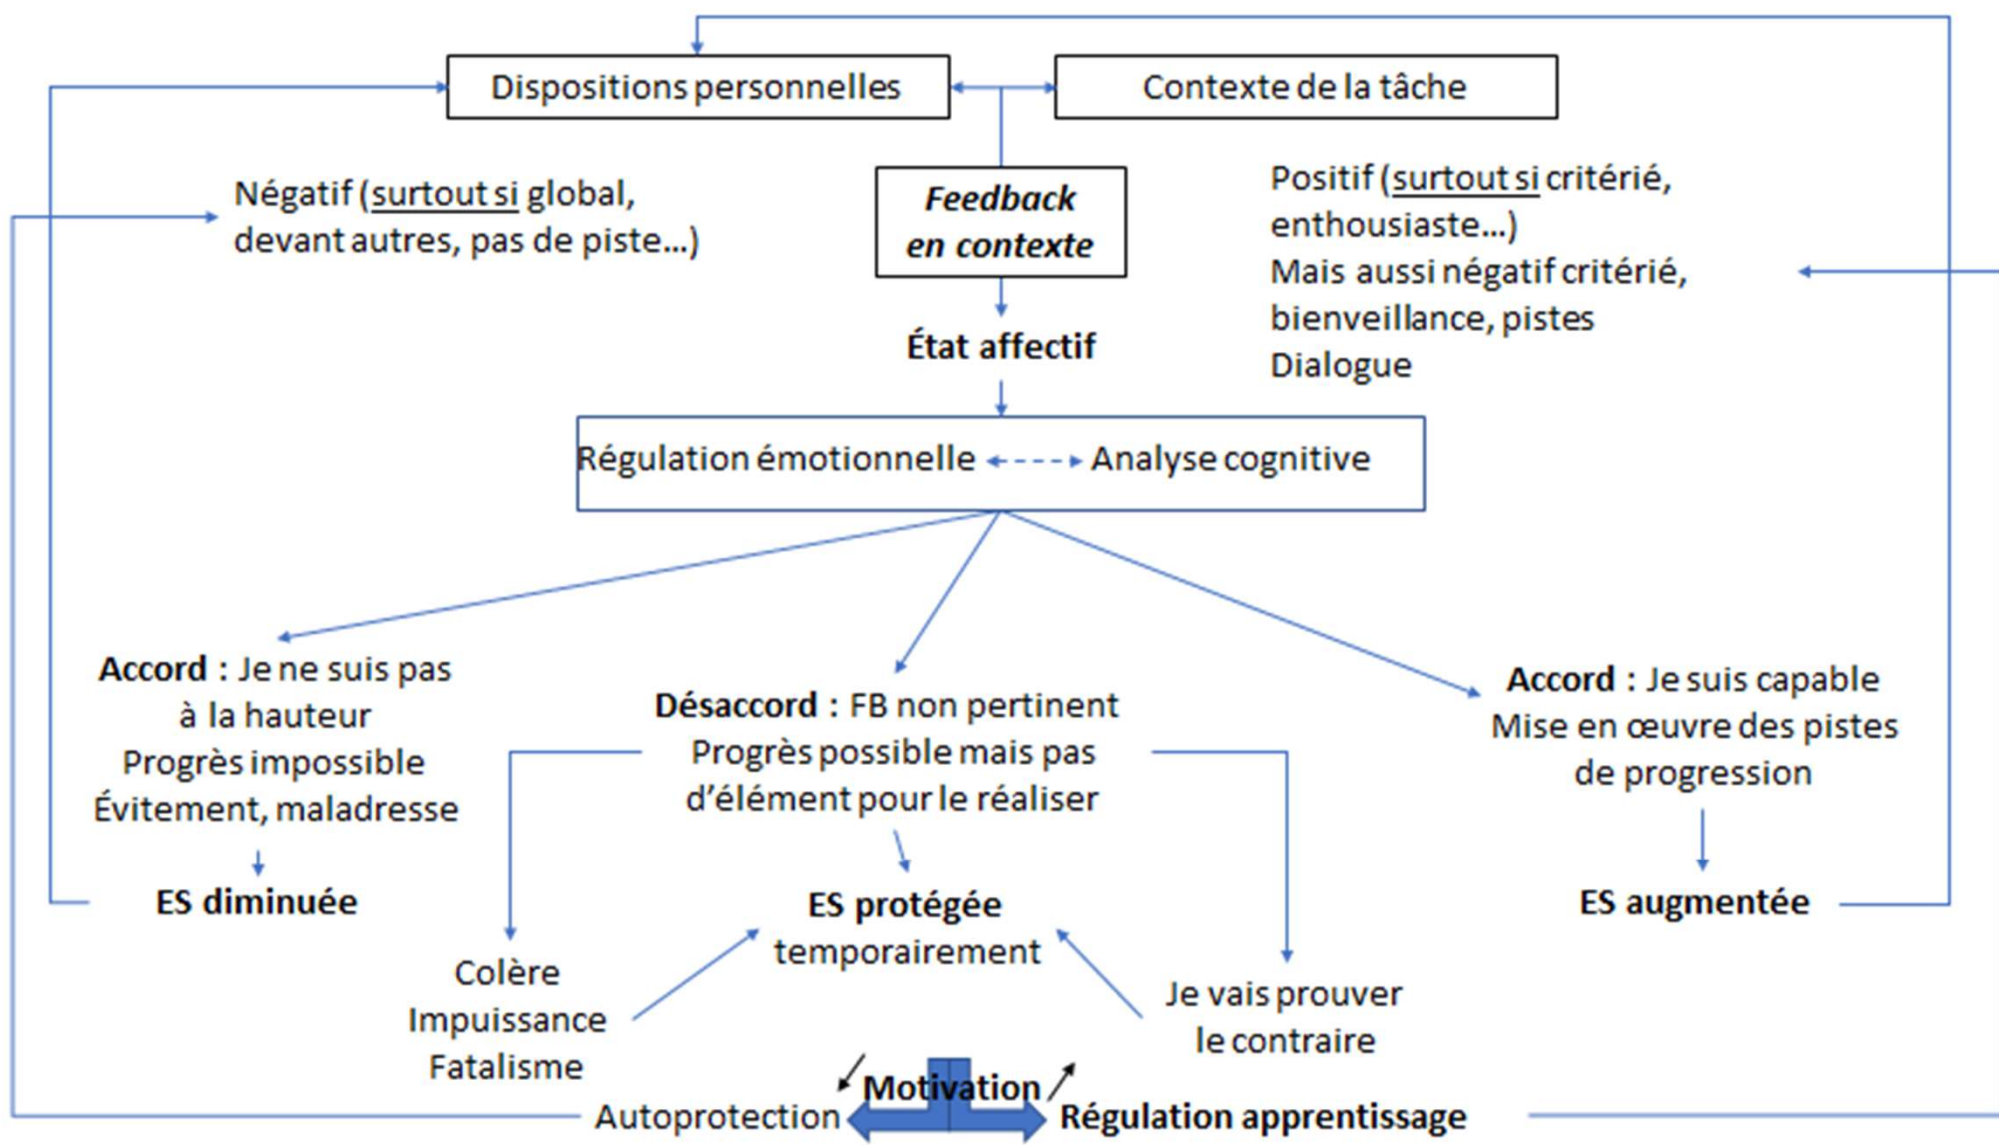 Dispositions personnelles
Contexte de la tâche
Négatif (surtout si global,
devant autres, pas de piste...)
Feedback
en contexte
Positif (surtout si critérié,
enthousiaste...)
Mais aussi négatif critérié,
bienveillance, pistes
Dialogue
État affectif
Régulation émotionnelle
Analyse cognitive
Accord : Je ne suis pas
à la hauteur
Progrès impossible
Évitement, maladresse
ES diminuée
Désaccord : FB non pertinent
Progrès possible mais pas
d’élément pour le réaliser
ES protégée
temporairement
Accord : Je suis capable
Mise en œuvre des pistes
de progression
ES augmentée
Colère
Impuissance
Fatalisme
Je vais prouver
le contraire
Motivation
Autoprotection
Régulation apprentissage